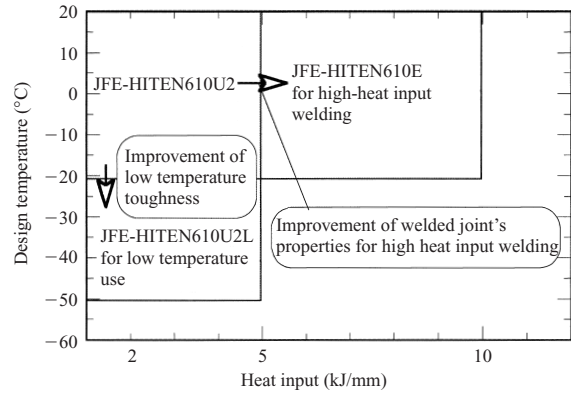 20
10
0
−10
−20
−30
−40
−50
−60
Design temperature (°C)
JFE-HITEN610U2
JFE-HITEN610E
for high-heat input
welding
Improvement of
low temperature
toughness
JFE-HITEN610U2L
for low temperature
use
Improvement of welded joint’s
properties for high heat input welding
2
5
10
Heat input (kJ/mm)